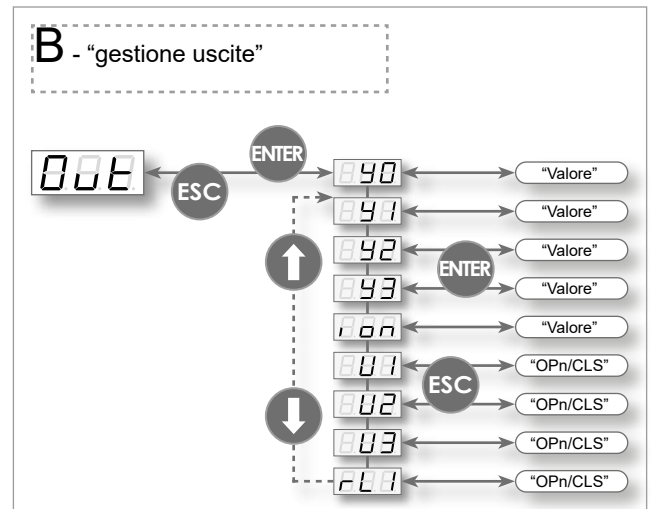 B - “gestione uscite”
Out
ENTER
ESC
Y0 “Valore”
Y1 “Valore”
Y2 “Valore”
ENTER
Y3 “Valore”
ion “Valore”
U1 “OPn/CLS”
ESC
U2 “OPn/CLS”
U3 “OPn/CLS”
rL1 “OPn/CLS”